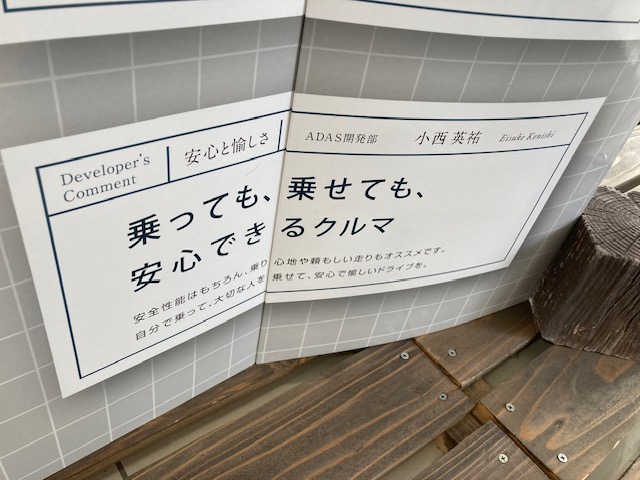 Developer's Comment
安心と愉しさ
ADAS開発部 小西 英祐 Eisuke Konishi
乗っても、乗せても、
安心できるクルマ
安全性能はもちろん、乗り心地や頼もしい走りもオススメです。
自分で乗って、大切な人を乗せて、安心で愉しいドライブを。